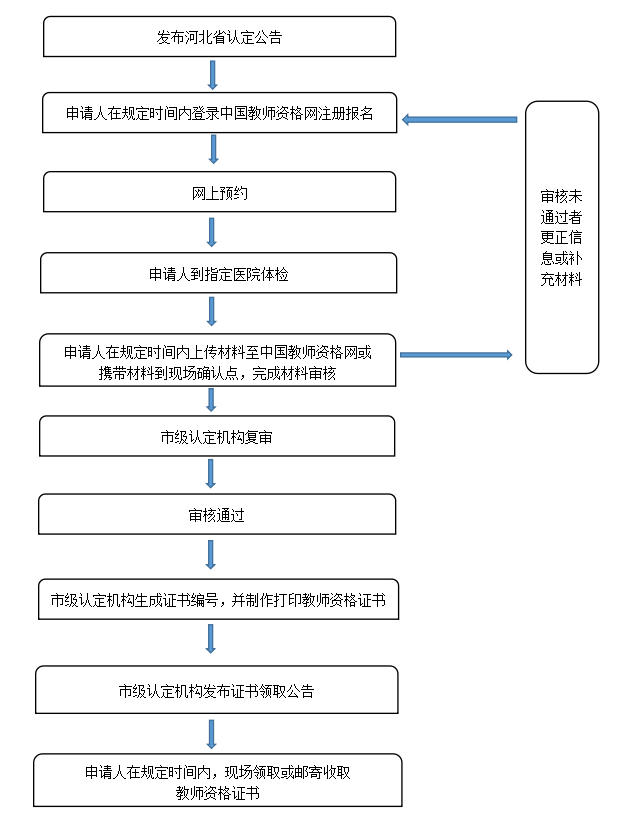 发布河北省认定公告
申请人在规定时间内登录中国教师资格网注册报名
网上预约
申请人到指定医院体检
申请人在规定时间内上传材料至中国教师资格网或
携带材料到现场确认点，完成材料审核
审核未
通过者
更正信
息或补
充材料
市级认定机构复审
审核通过
市级认定机构生成证书编号，并制作打印教师资格证书
市级认定机构发布证书领取公告
申请人在规定时间内，现场领取或邮寄收取
教师资格证书